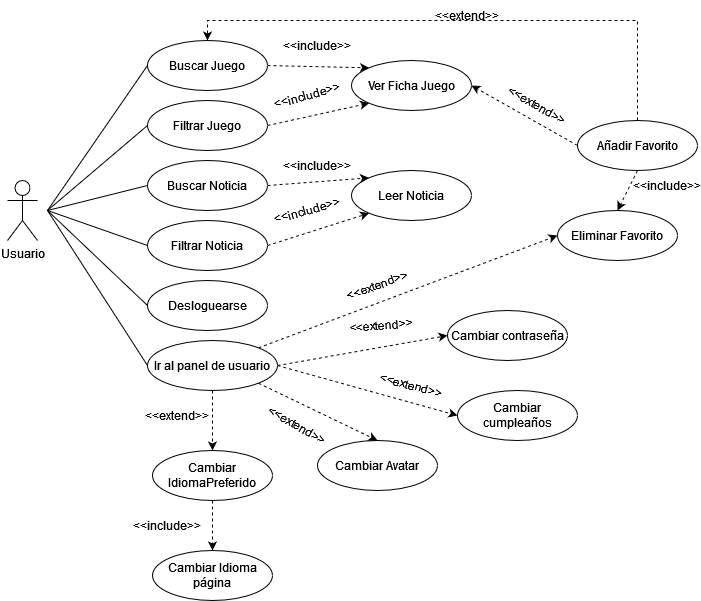 <<extend>>
<<include>>
Buscar Juego
Ver Ficha Juego
<<include>>
<<extend>>
Filtrar Juego
Añadir Favorito
<<include>>
Buscar Noticia
<<include>>
Leer Noticia
<<include>>
Usuario
Filtrar Noticia
Eliminar Favorito
<<extend>>
Desloguearse
<<extend>>
Cambiar contraseña
Ir al panel de usuario
<<extend>>
Cambiar
cumpleaños
<<extend>>
<<extend>>
Cambiar Avatar
Cambiar
IdiomaPreferido
<<include>>
Cambiar Idioma
página